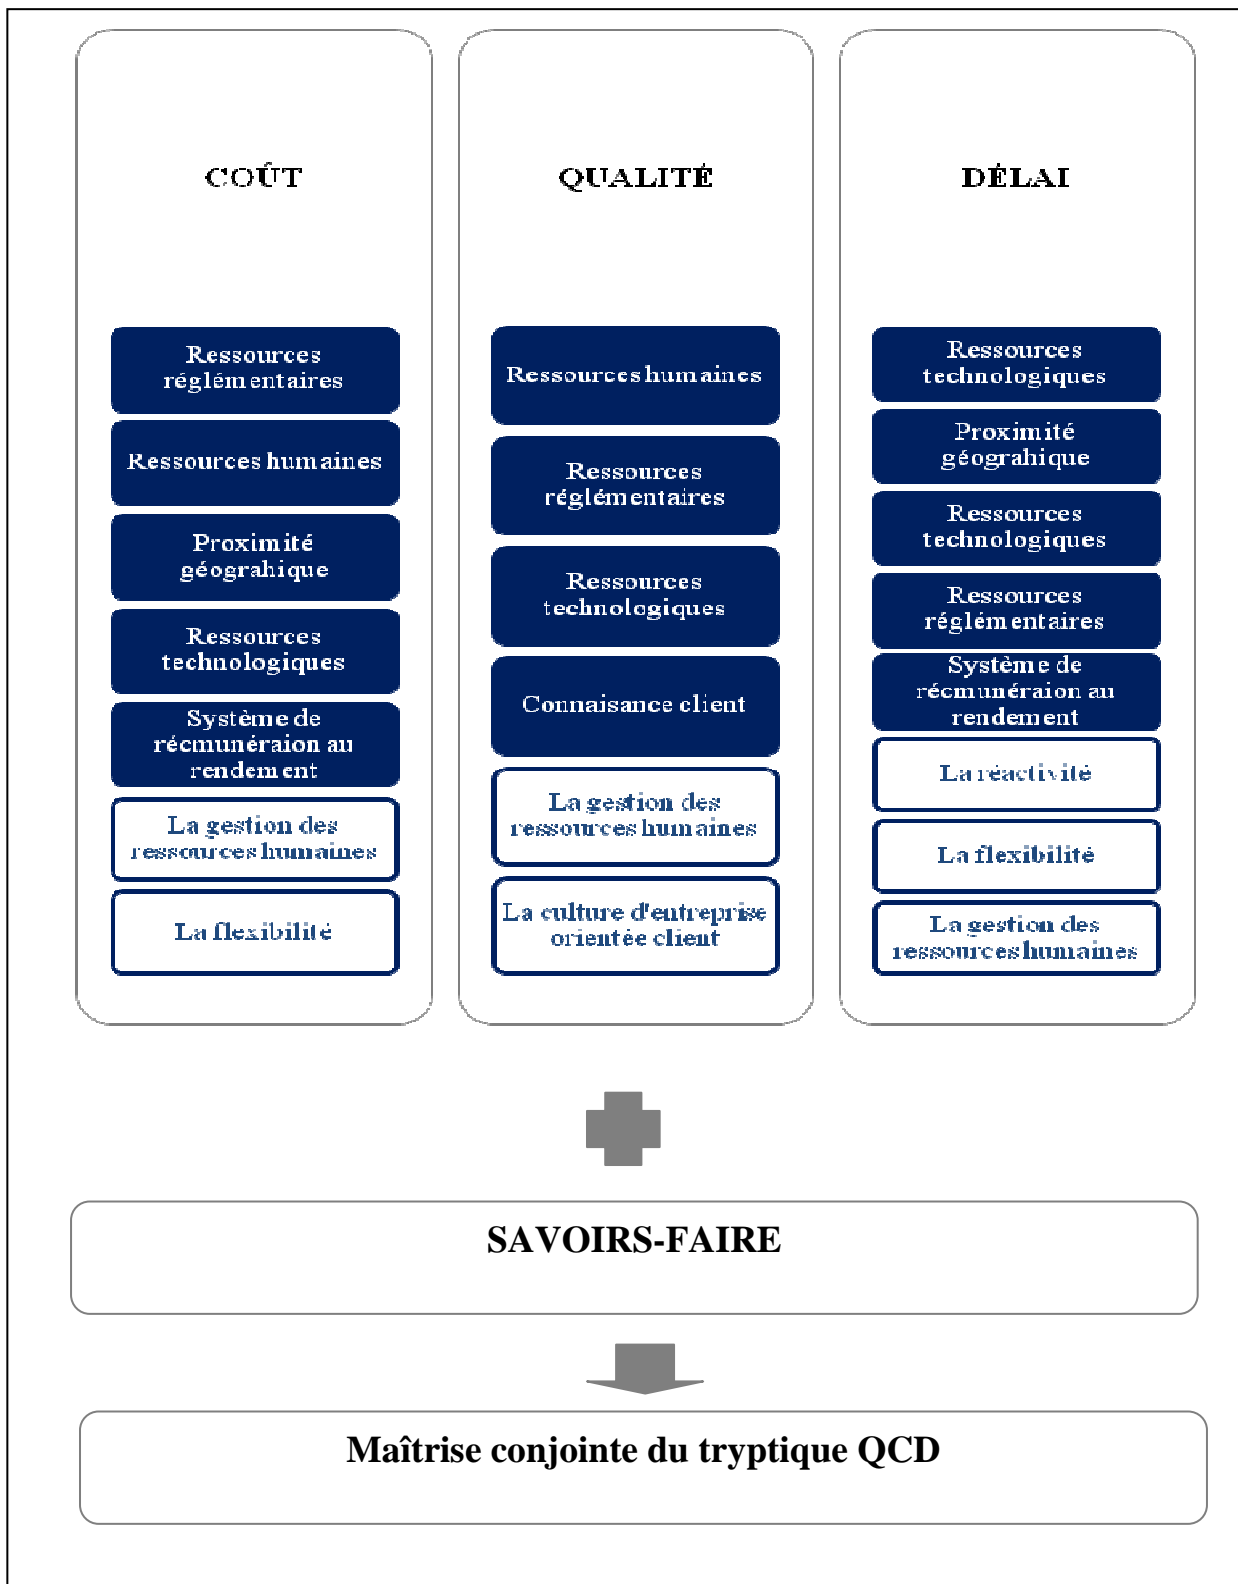 COÛT
Ressources
réglémentaires
Ressources humaines
Proximité
géograhique
Ressources
technologiques
Système de
récmunéraion au
rendement
La gestion des
ressources humaines
La flexibilité
QUALITÉ
Ressources humaines
Ressources
réglémentaires
Ressources
technologiques
Connaisance client
La gestion des
ressources humaines
La culture d'entreprise
orientée client
DÉLAI
Ressources
technologiques
Proximité
géograhique
Ressources
technologiques
Ressources
réglémentaires
Système de
récmunéraion au
rendement
La réactivité
La flexibilité
La gestion des
ressources humaines
SAVOIRS-FAIRE
Maîtrise conjointe du tryptique QCD